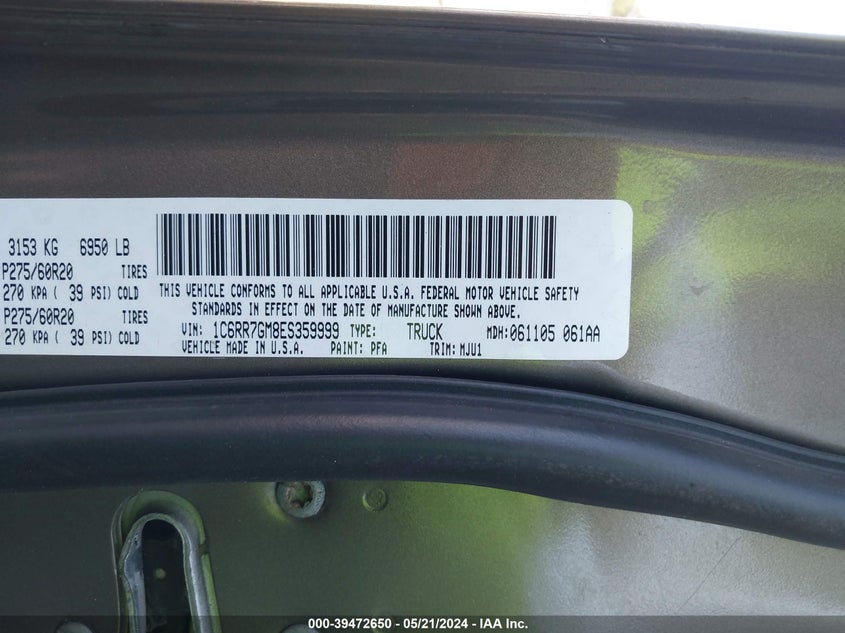 3153 KG 6950 LB
P275/60R20 TIRES
270 KPA ( 39 PSI) COLD
P275/60R20 TIRES
270 KPA ( 39 PSI) COLD
THIS VEHICLE CONFORMS TO ALL APPLICABLE U.S.A. FEDERAL MOTOR VEHICLE SAFETY
STANDARDS IN EFFECT ON THE DATE OF MANUFACTURE SHOWN ABOVE.
VIN: 1C6RR7GM8ES359999 TYPE: TRUCK MDH:061105 061AA
VEHICLE MADE IN U.S.A. PAINT: PFA TRIM: MJU1
000-39472650 - 05/21/2024 - IAA Inc.